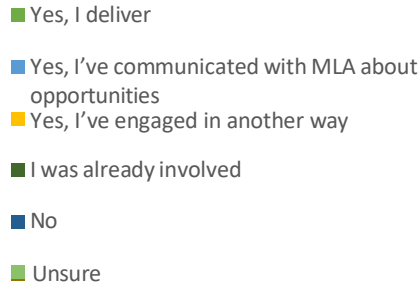 Yes, I deliver
Yes, I’ve communicated with MLA about
opportunities
Yes, I’ve engaged in another way
I was already involved
No
Unsure